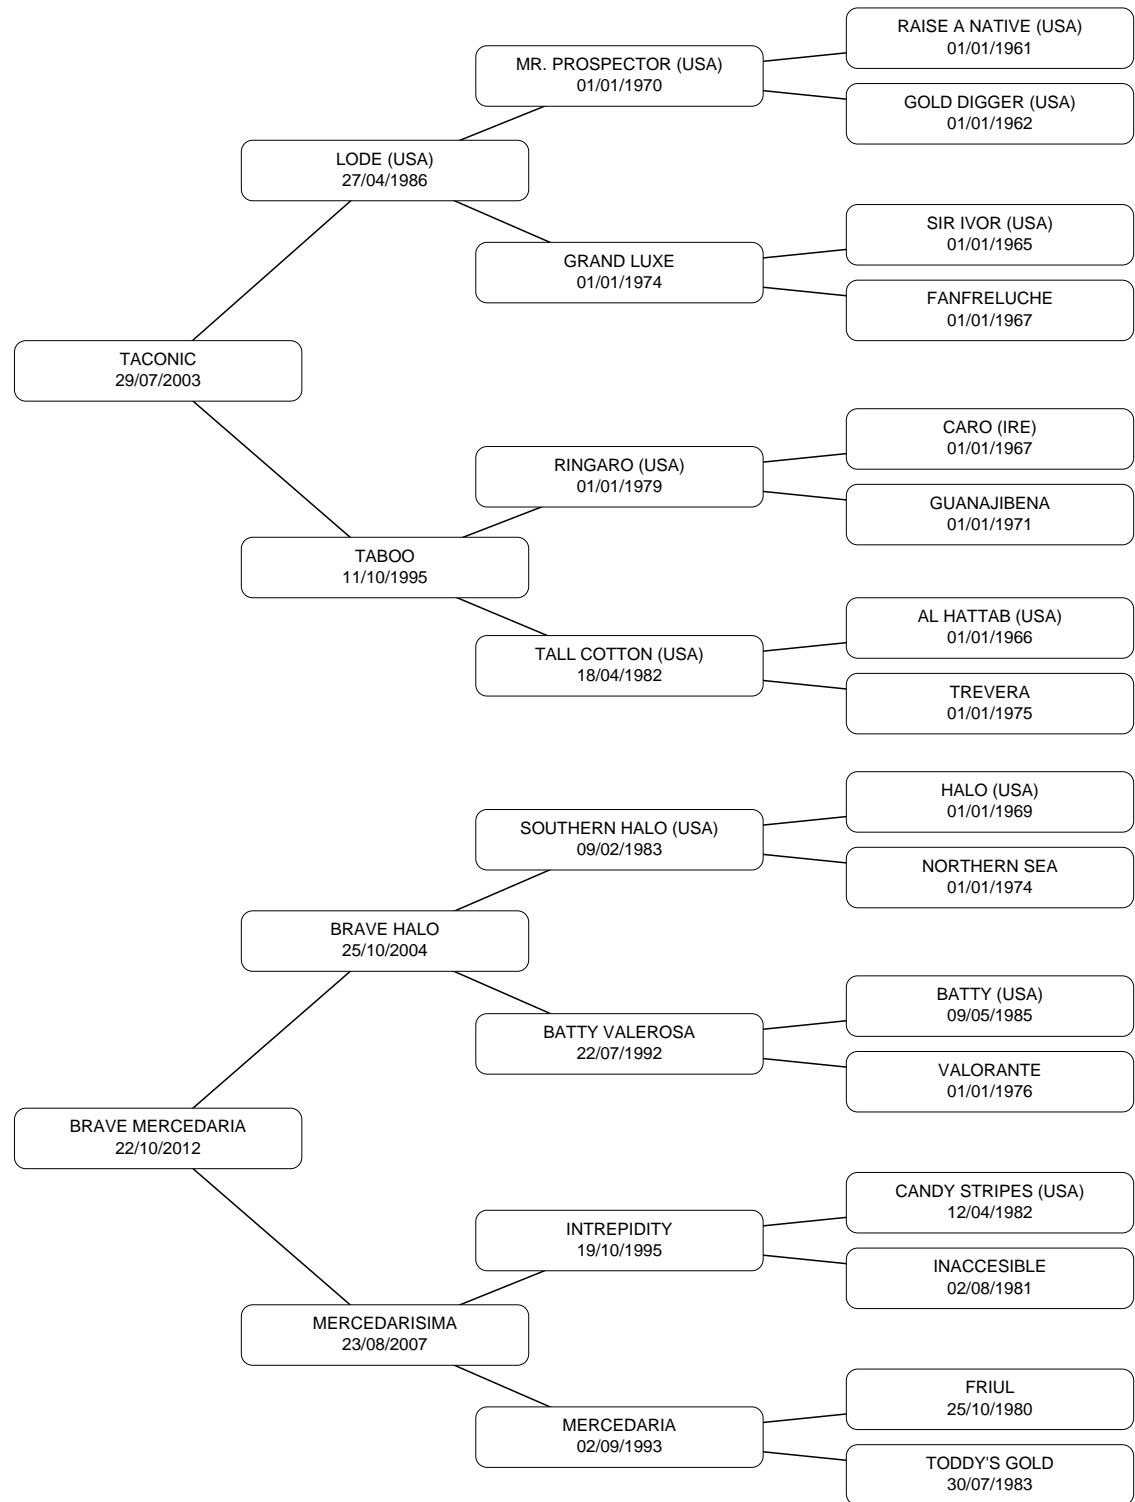 RAISE A NATIVE (USA)
01/01/1961
MR. PROSPECTOR (USA)
01/01/1970
GOLD DIGGER (USA)
01/01/1962
LODE (USA)
27/04/1986
SIR IVOR (USA)
01/01/1965
GRAND LUXE
01/01/1974
FANFRELUCHE
01/01/1967
TACONIC
29/07/2003
CARO (IRE)
01/01/1967
RINGARO (USA)
01/01/1979
GUANAJIBENA
01/01/1971
TABOO
11/10/1995
AL HATTAB (USA)
01/01/1966
TALL COTTON (USA)
18/04/1982
TREVERA
01/01/1975
HALO (USA)
01/01/1969
SOUTHERN HALO (USA)
09/02/1983
NORTHERN SEA
01/01/1974
BRAVE HALO
25/10/2004
BATTY (USA)
09/05/1985
BATTY VALEROSA
22/07/1992
VALORANTE
01/01/1976
BRAVE MERCEDARIA
22/10/2012
CANDY STRIPES (USA)
12/04/1982
INTREPIDITY
19/10/1995
INACCESIBLE
02/08/1981
MERCEDARISIMA
23/08/2007
FRIUL
25/10/1980
MERCEDARIA
02/09/1993
TODDY'S GOLD
30/07/1983